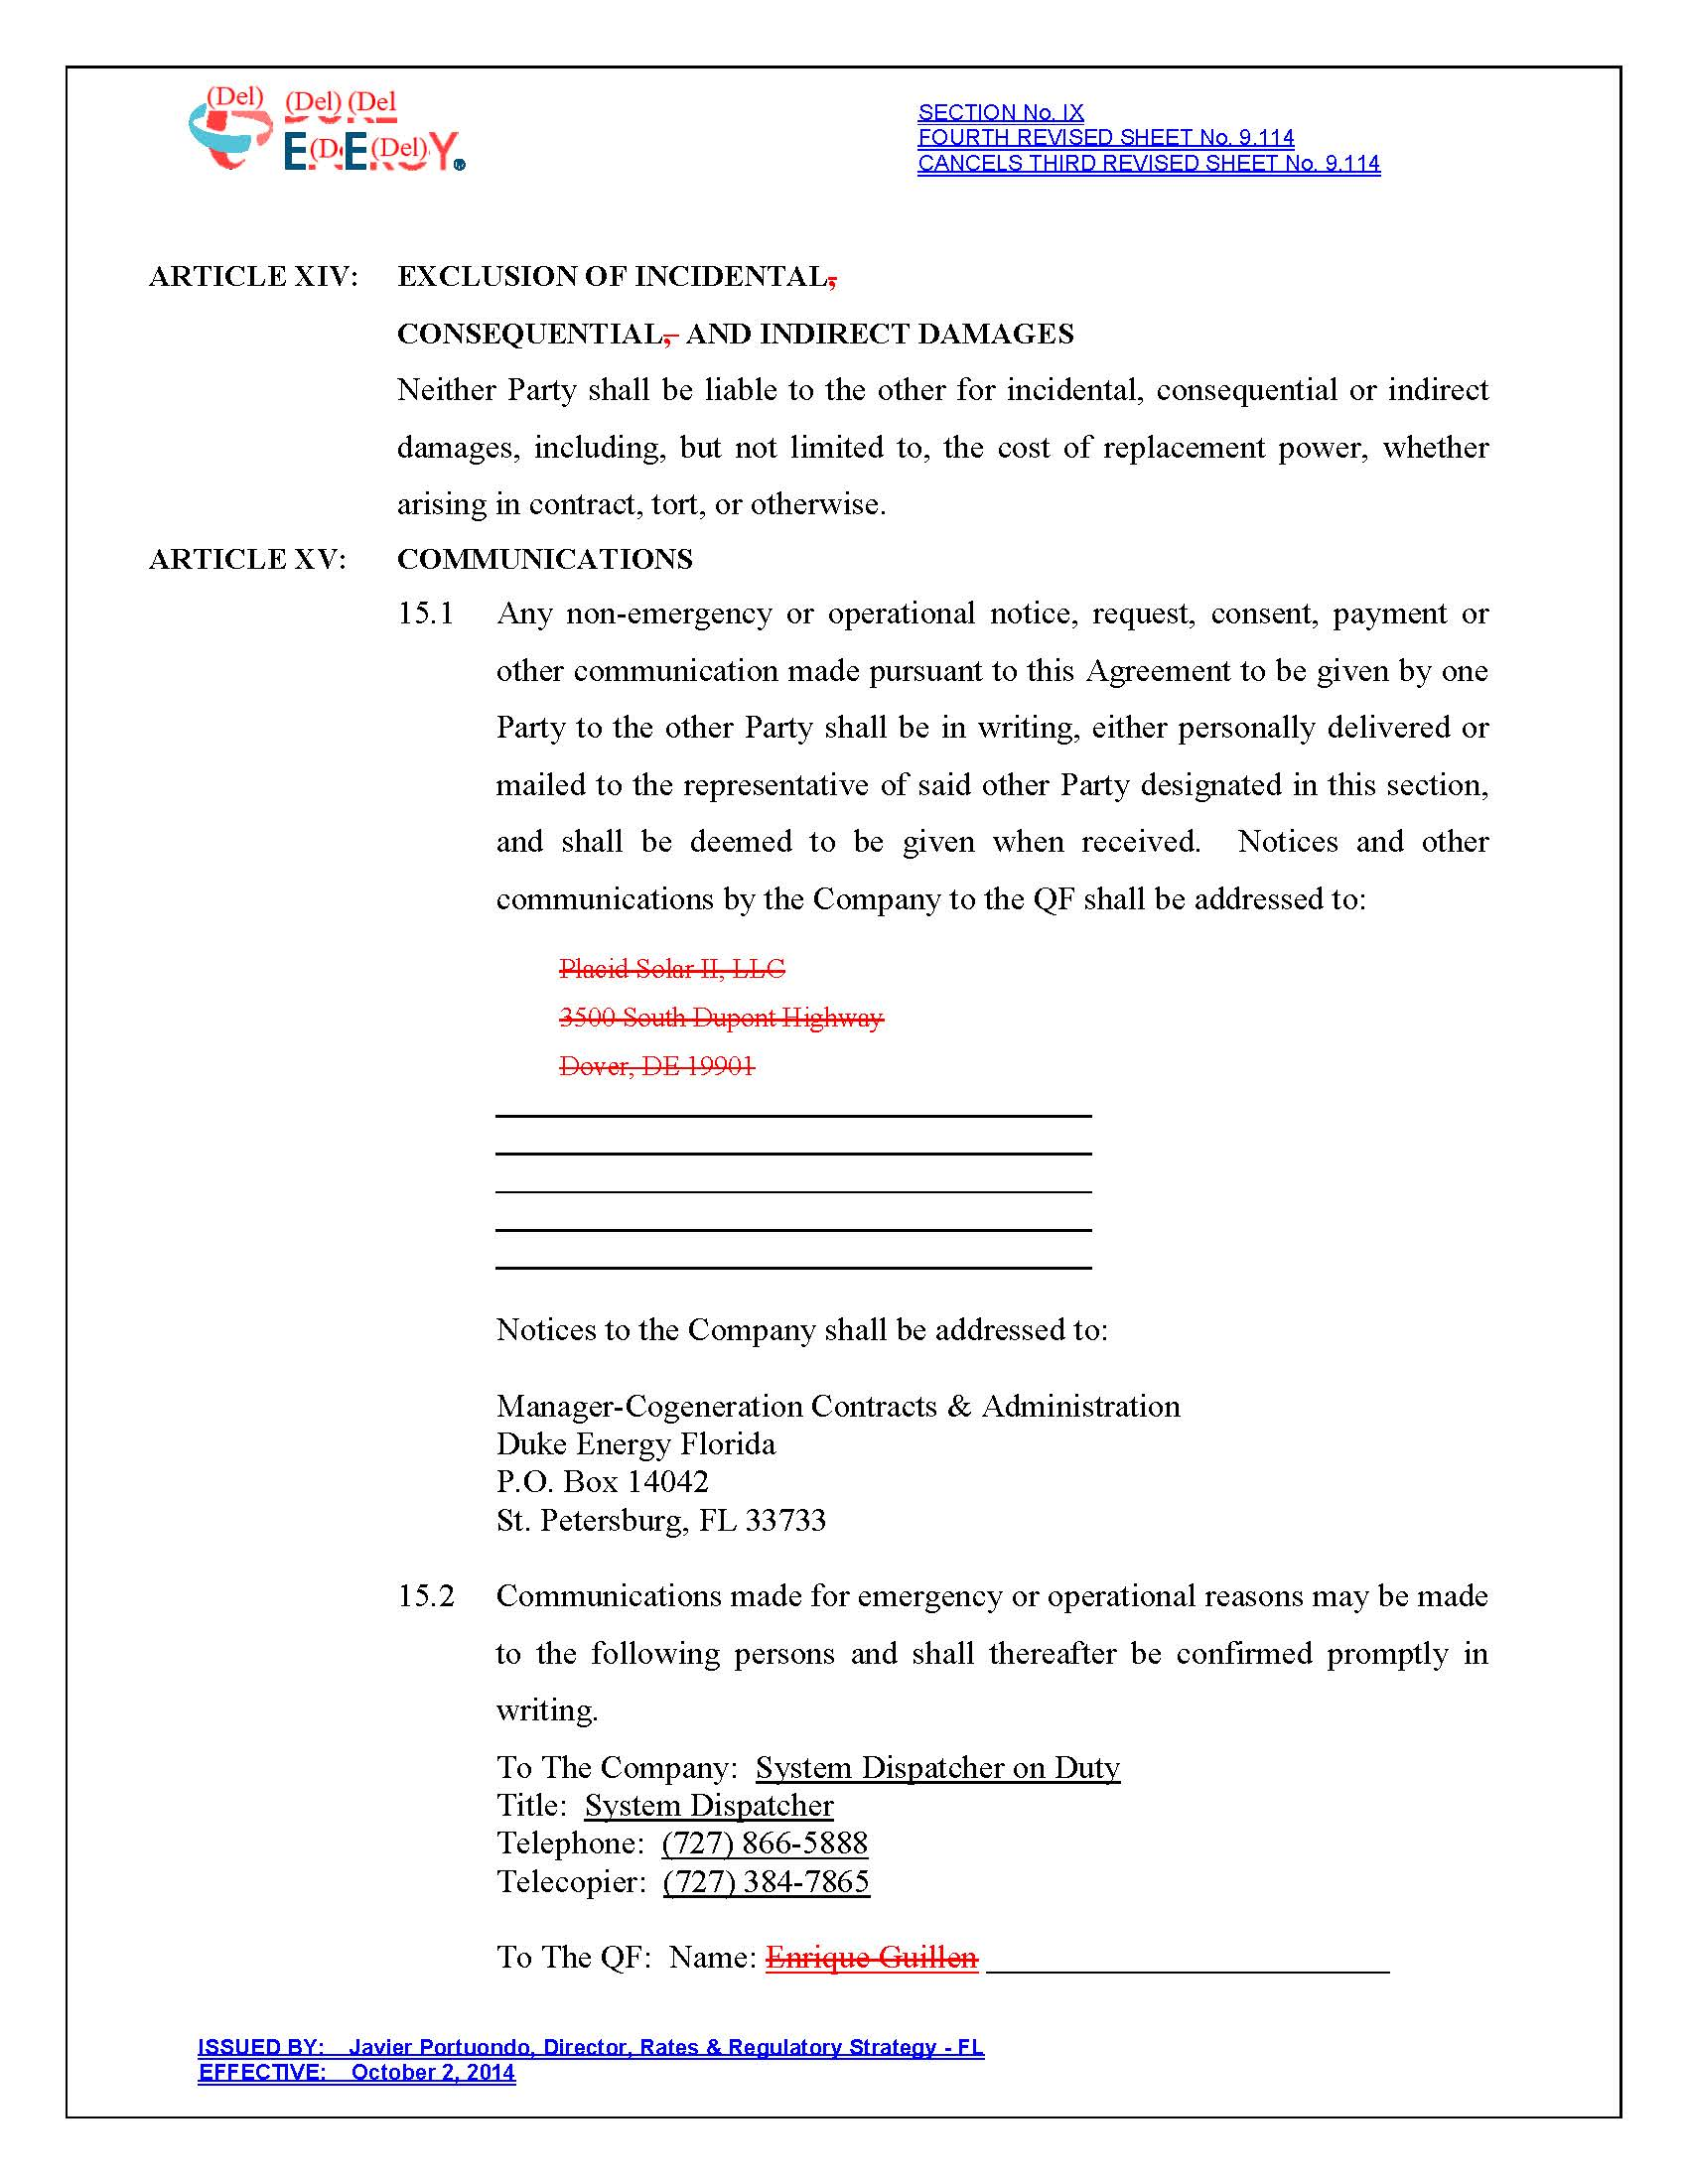 (Del) (Del) (Del
E(D‹E(Del)Y®
SECTION No. IX
FOURTH REVISED SHEET No. 9.114
CANCELS THIRD REVISED SHEET No. 9.114
ARTICLE XIV: EXCLUSION OF INCIDENTAL,
CONSEQUENTIAL, AND INDIRECT DAMAGES
Neither Party shall be liable to the other for incidental, consequential or indirect
damages, including, but not limited to, the cost of replacement power, whether
arising in contract, tort, or otherwise.
ARTICLE XV: COMMUNICATIONS
15.1 Any non-emergency or operational notice, request, consent, payment or
other communication made pursuant to this Agreement to be given by one
Party to the other Party shall be in writing, either personally delivered or
mailed to the representative of said other Party designated in this section,
and shall be deemed to be given when received. Notices and other
communications by the Company to the QF shall be addressed to:
Placid Solar II, LLC
3500 South Dupont Highway
Dover, DE 19901
Notices to the Company shall be addressed to:
Manager-Cogeneration Contracts & Administration
Duke Energy Florida
P.O. Box 14042
St. Petersburg, FL 33733
15.2 Communications made for emergency or operational reasons may be made
to the following persons and shall thereafter be confirmed promptly in
writing.
To The Company: System Dispatcher on Duty
Title: System Dispatcher
Telephone: (727) 866-5888
Telecopier: (727) 384-7865
To The QF: Name: Enrique Guillen
ISSUED BY: Javier Portuondo, Director, Rates & Regulatory Strategy - FL
EFFECTIVE: October 2, 2014